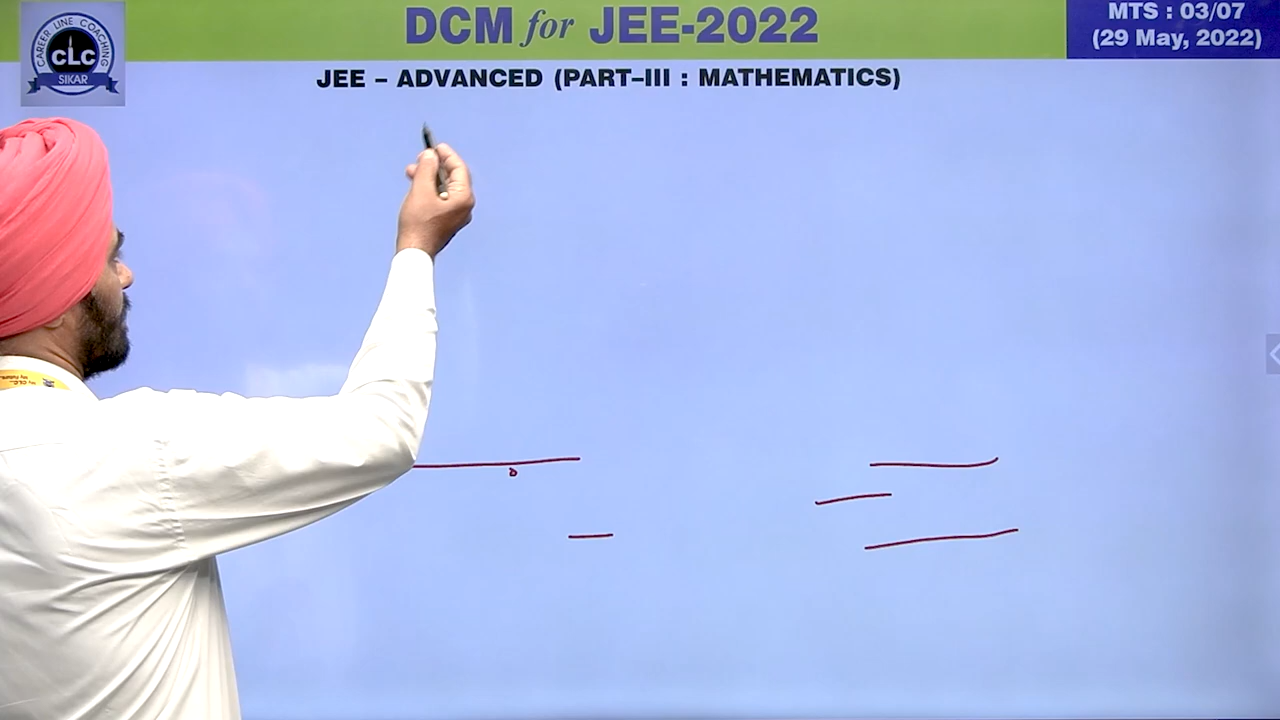 DCM for JEE-2022
MTS : 03/07
(29 May, 2022)
CAREER LINE COACHING
CLC
SIKAR
JEE – ADVANCED (PART–III : MATHEMATICS)